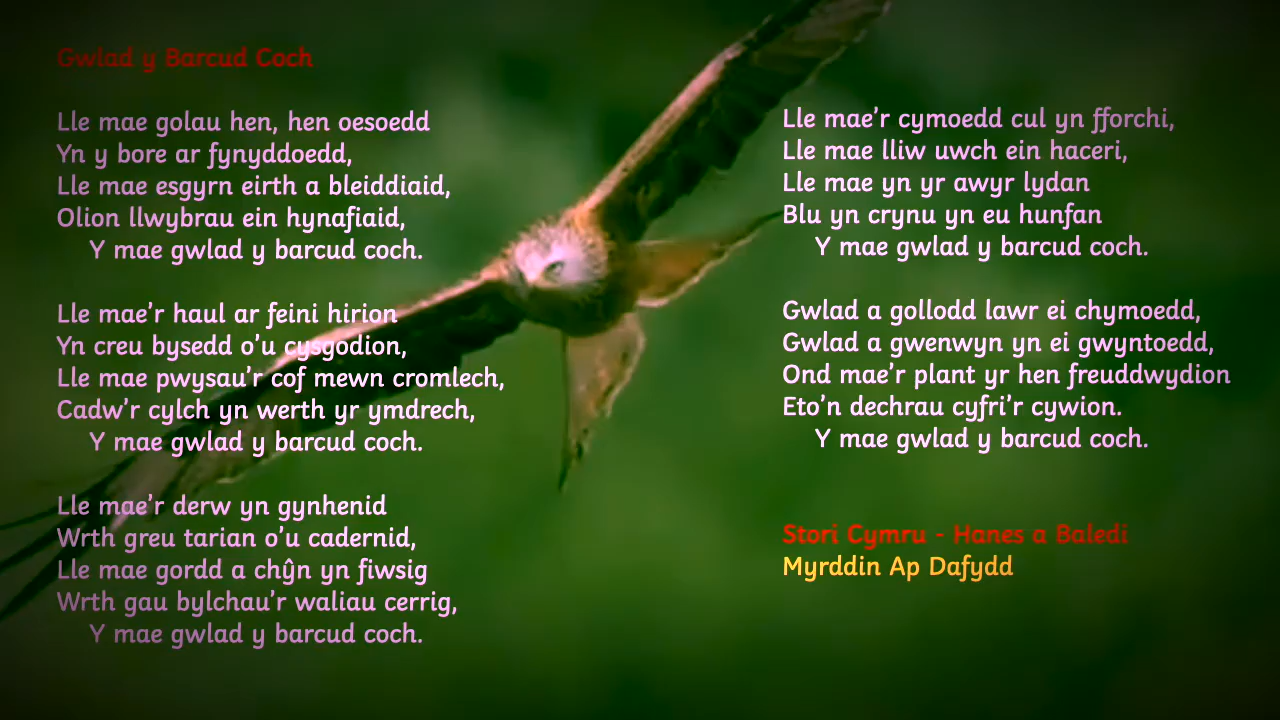 Gwlad y Barcud Coch
Lle mae golau hen, hen oesoedd
Yn y bore ar fynyddoedd,
Lle mae esgyrn eirth a bleiddiaid,
Olion llwybrau ein hynafiaid,
Y mae gwlad y barcud coch.
Lle mae'r haul ar feini hirion
Yn creu bysedd o'u cysgodion,
Lle mae pwysau'r cof mewn cromlech,
Cadw'r cylch yn werth yr ymdrech,
Y mae gwlad y barcud coch.
Lle mae'r derw yn gynhenid
Wrth greu tarian o'u cadernid,
Lle mae gordd a chŷn yn fiwsig
Wrth gau bylchau'r waliau cerrig,
Y mae gwlad y barcud coch.
Lle mae'r cymoedd cul yn fforchi,
Lle mae lliw uwch ein haceri,
Lle mae yn yr awyr lydan
Blu yn crynu yn eu hunfan
Y mae gwlad y barcud coch.
Gwlad a gollodd lawr ei chymoedd,
Gwlad a gwenwyn yn ei gwyntoedd,
Ond mae'r plant yr hen freuddwydion
Eto'n dechrau cyfri'r cywion.
Y mae gwlad y barcud coch.
Stori Cymru - Hanes a Baledi
Myrddin Ap Dafydd